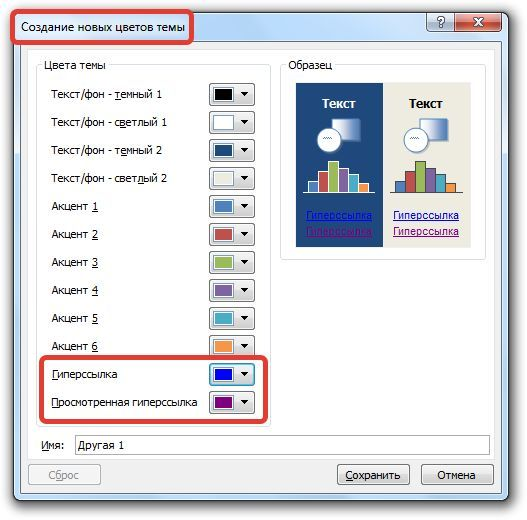 Создание новых цветов темы
Цвета темы
Текст/фон - темный 1
Текст/фон - светлый 1
Текст/фон - темный 2
Текст/фон - светлый 2
Акцент 1
Акцент 2
Акцент 3
Акцент 4
Акцент 5
Акцент 6
Гиперссылка
Просмотренная гиперссылка
Образец
Текст Текст
Гиперссылка Гиперссылка
Гиперссылка Гиперссылка
Имя: Другая 1
Сброс Сохранить Отмена